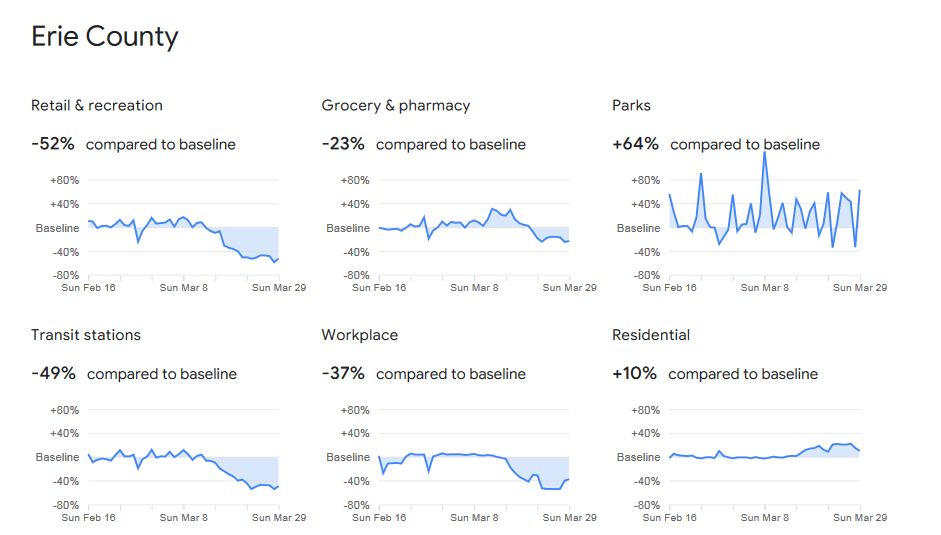 Erie County
Retail & recreation
-52% compared to baseline
+80%
+40%
Baseline
-40%
-80%
Sun Feb 16 Sun Mar 8 Sun Mar 29
Grocery & pharmacy
-23% compared to baseline
+80%
+40%
Baseline
-40%
-80%
Sun Feb 16 Sun Mar 8 Sun Mar 29
Parks
+64% compared to baseline
+80%
+40%
Baseline
-40%
-80%
Sun Feb 16 Sun Mar 8 Sun Mar 29
Transit stations
-49% compared to baseline
+80%
+40%
Baseline
-40%
-80%
Sun Feb 16 Sun Mar 8 Sun Mar 29
Workplace
-37% compared to baseline
+80%
+40%
Baseline
-40%
-80%
Sun Feb 16 Sun Mar 8 Sun Mar 29
Residential
+10% compared to baseline
+80%
+40%
Baseline
-40%
-80%
Sun Feb 16 Sun Mar 8 Sun Mar 29